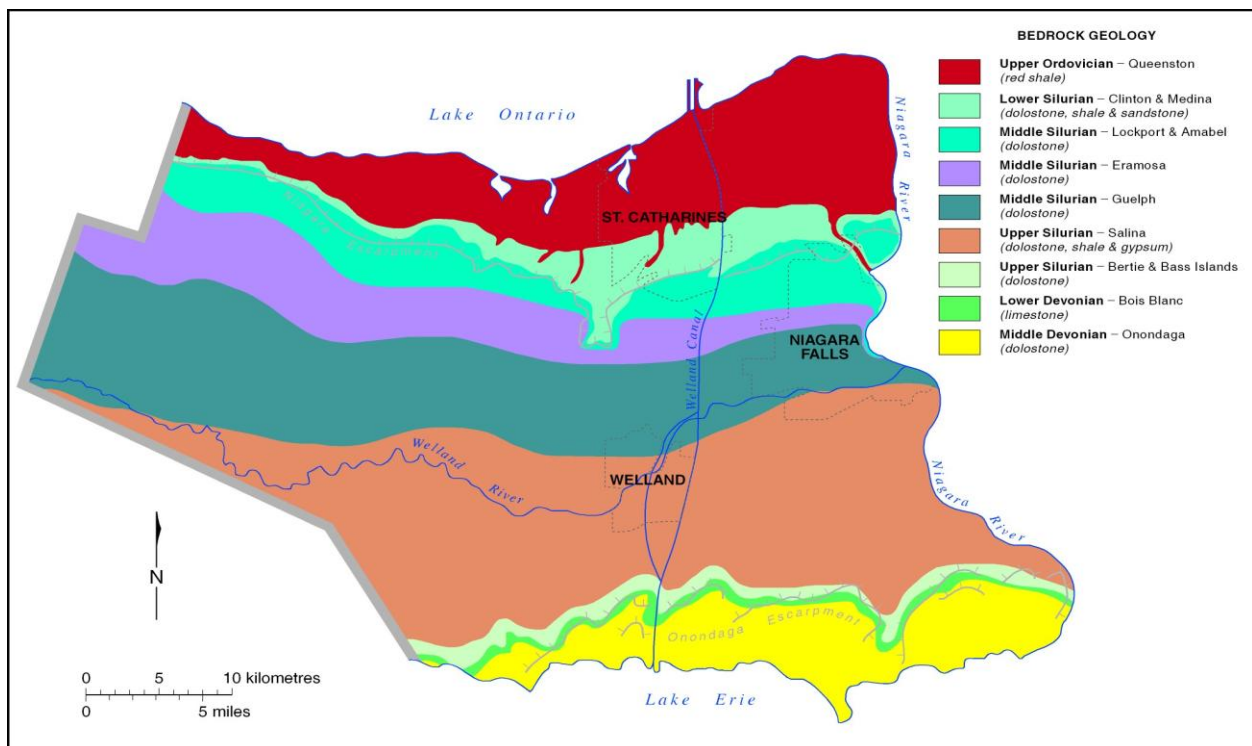 BEDROCK GEOLOGY
Upper Ordovician – Queenston
(red shale)
Lower Silurian – Clinton & Medina
(dolostone, shale & sandstone)
Middle Silurian – Lockport & Amabel
(dolostone)
Middle Silurian – Eramosa
(dolostone)
Middle Silurian – Guelph
(dolostone)
Upper Silurian – Salina
(dolostone, shale & gypsum)
Upper Silurian – Bertie & Bass Islands
(dolostone)
Lower Devonian – Bois Blanc
(limestone)
Middle Devonian – Onondaga
(dolostone)
Lake Ontario
Niagara River
ST. CATHARINES
Niagara Escarpment
Welland Canal
NIAGARA
FALLS
Welland
River
WELLAND
Niagara River
N
Onondaga Escarpment
0 5 10 kilometres
0 5 miles
Lake Erie